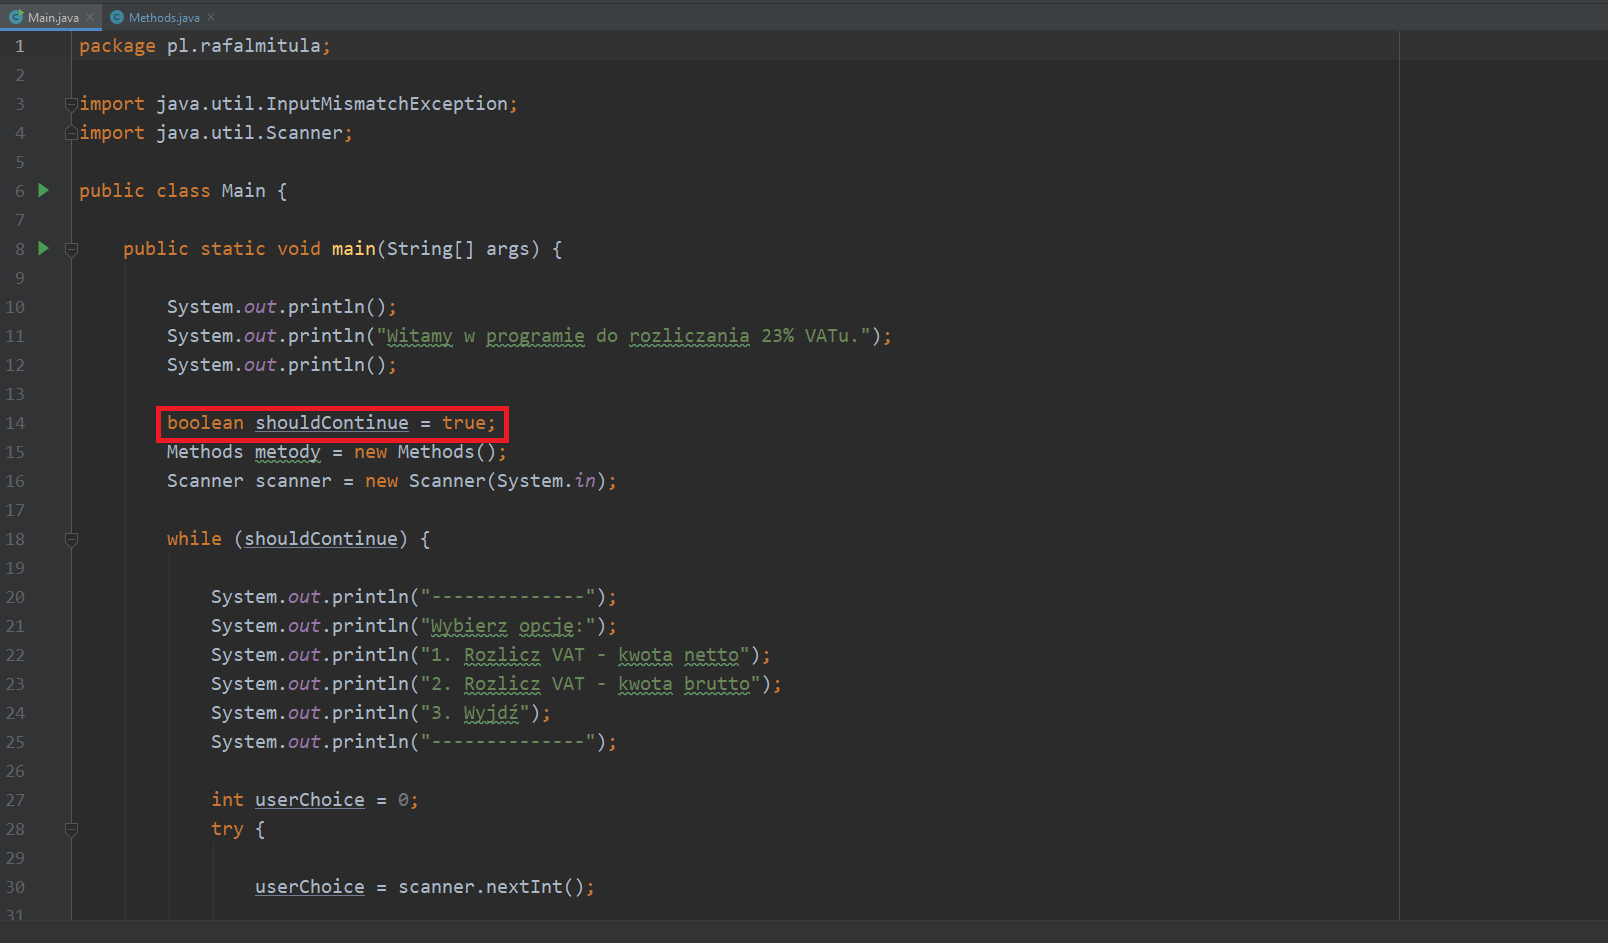 Main.java
Methods.java
1 package pl.rafalmitula;
2
3 import java.util.InputMismatchException;
4 import java.util.Scanner;
5
6 public class Main {
7
8 public static void main(String[] args) {
9
10 System.out.println();
11 System.out.println("Witamy w programie do rozliczania 23% VATu.");
12 System.out.println();
13
14 boolean shouldContinue = true;
15 Methods metody = new Methods();
16 Scanner scanner = new Scanner(System.in);
17
18 while (shouldContinue) {
19
20 System.out.println("--------------");
21 System.out.println("Wybierz opcję:");
22 System.out.println("1. Rozlicz VAT - kwota netto");
23 System.out.println("2. Rozlicz VAT - kwota brutto");
24 System.out.println("3. Wyjdź");
25 System.out.println("--------------");
26
27 int userChoice = 0;
28 try {
29
30 userChoice = scanner.nextInt();
31